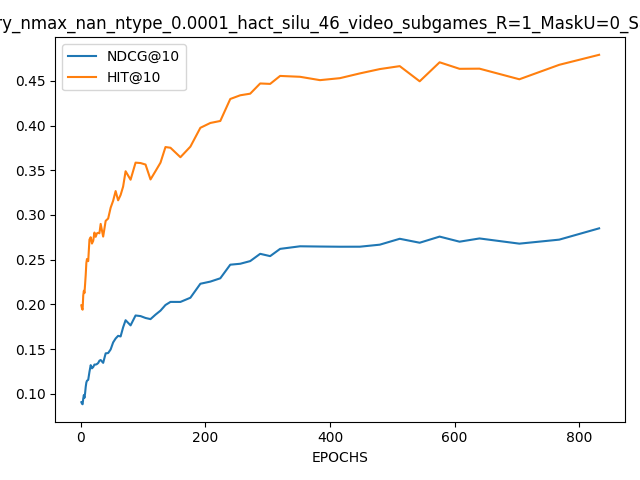 ry_nmax_nan_ntype_0.0001_hact_silu_46_video_subgames_R=1_MaskU=0_S
NDCG@10
HIT@10
0.45
0.40
0.35
0.30
0.25
0.20
0.15
0.10
0 200 400 600 800
EPOCHS